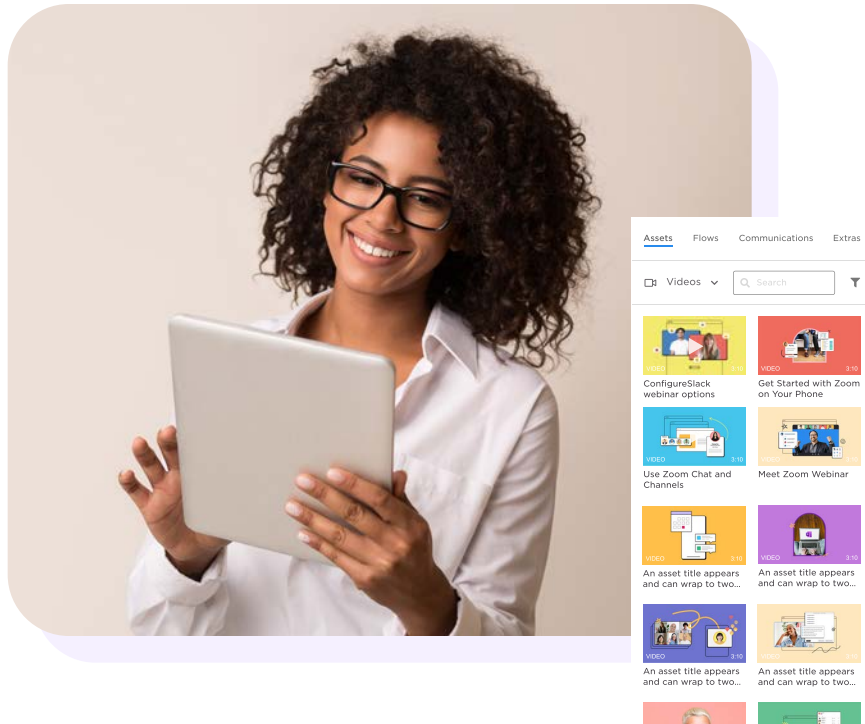 Assets Flows Communications Extras
Videos Search
VIDEO 3:10 VIDEO 3:10
ConfigureSlack Get Started with Zoom
webinar options on Your Phone
VIDEO 3:10 VIDEO 3:10
Use Zoom Chat and Meet Zoom Webinar
Channels
VIDEO 3:10 VIDEO 3:10
An asset title appears An asset title appears
and can wrap to two... and can wrap to two...
VIDEO 3:10 VIDEO 3:10
An asset title appears An asset title appears
and can wrap to two... and can wrap to two...